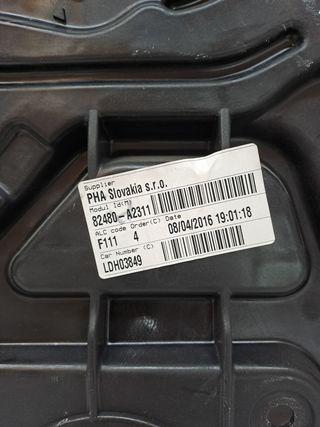 Supplier
PHA Slovakia s.r.o.
Modul Id(M)
82480-A2311
ALC code Order(C) Date
F111 4 08/04/2016 19:01:18
Car Number (C)
LDH03849